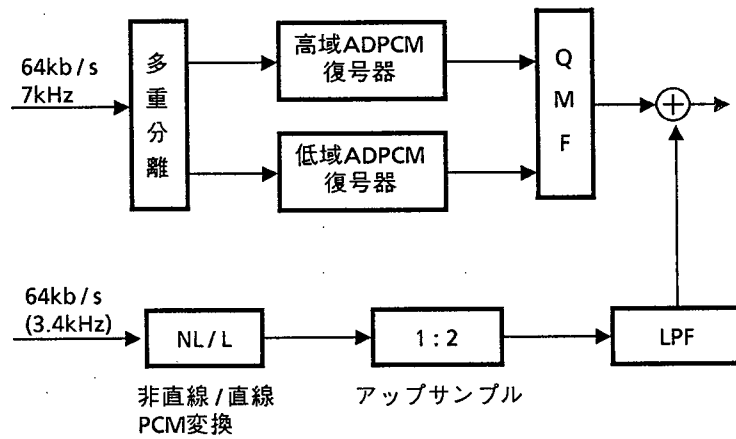 64kb/s
7kHz
多重分離
高域ADPCM
復号器
低域ADPCM
復号器
QMF
64kb/s
(3.4kHz)
NL/L
1:2
LPF
非直線/直線
PCM変換
アップサンプル